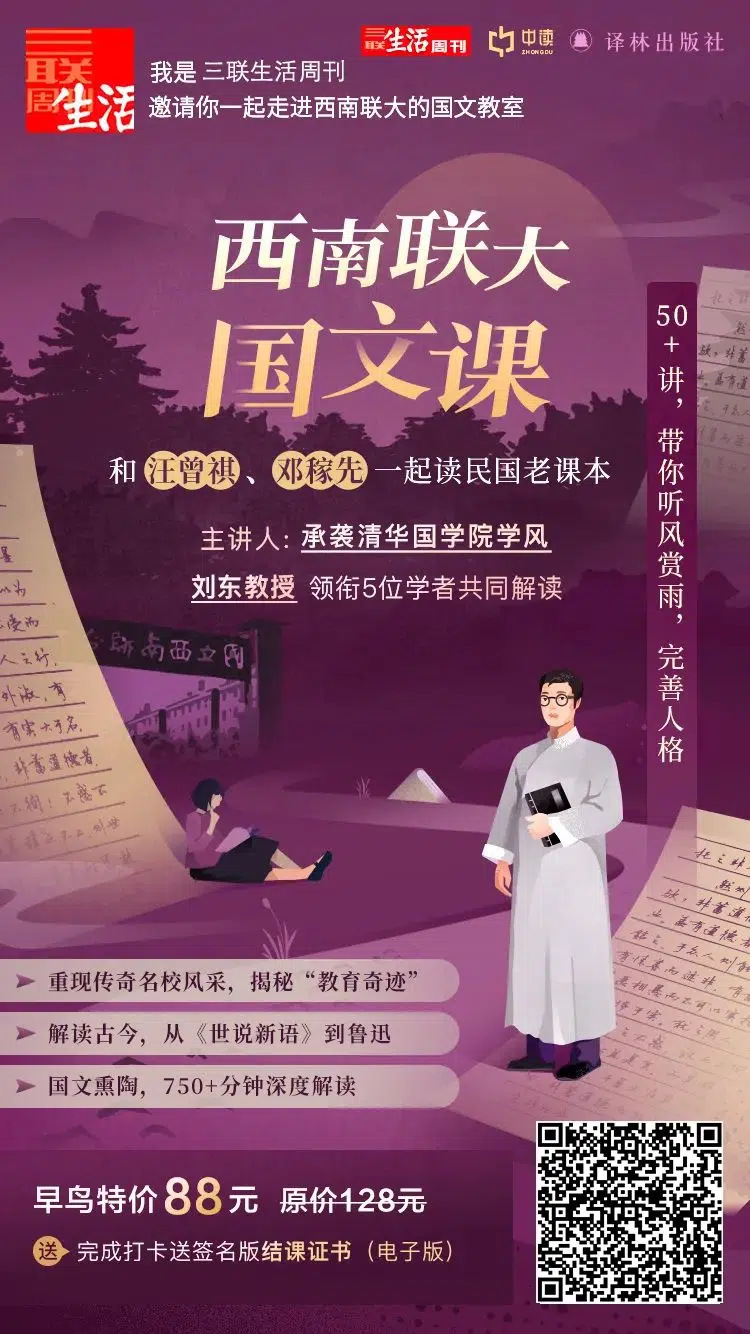 三联生活周刊
中读
ZHONGDU
译林出版社
三联
周刊
生活
我是 三联生活周刊
邀请你一起走进西南联大的国文教室
西南联大
国文课
50+讲，带你听风赏雨，完善人格
和 汪曾祺、邓稼先 一起读民国老课本
主讲人：承袭清华国学院学风
刘东教授 领衔5位学者共同解读
重现传奇名校风采，揭秘“教育奇迹”
解读古今，从《世说新语》到鲁迅
国文熏陶，750+分钟深度解读
早鸟特价88元 原价128元
送 完成打卡送签名版结课证书（电子版）